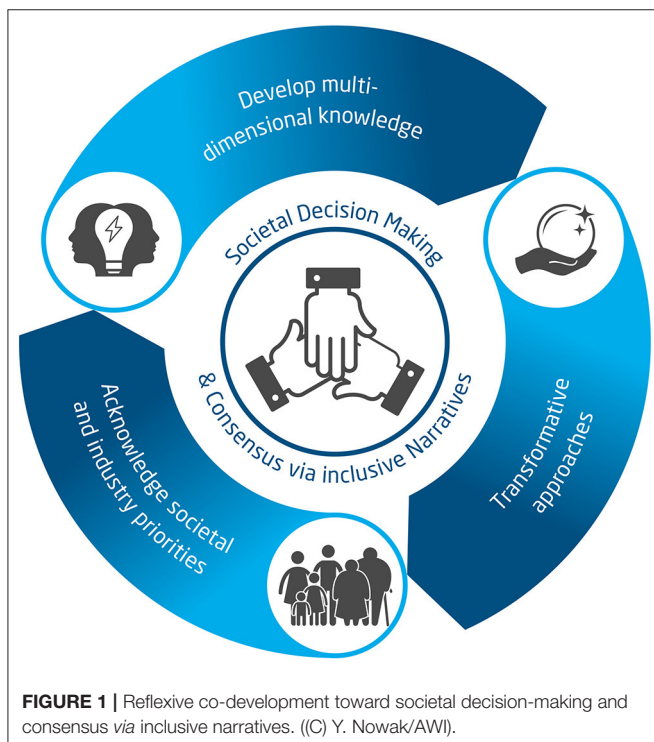 Develop multi-
dimensional knowledge
Societal Decision Making
& Consensus via inclusive Narratives
Transformative
approaches
Acknowledge societal
and industry priorities
FIGURE 1 | Reflexive co-development toward societal decision-making and
consensus via inclusive narratives. ((C) Y. Nowak/AWI).